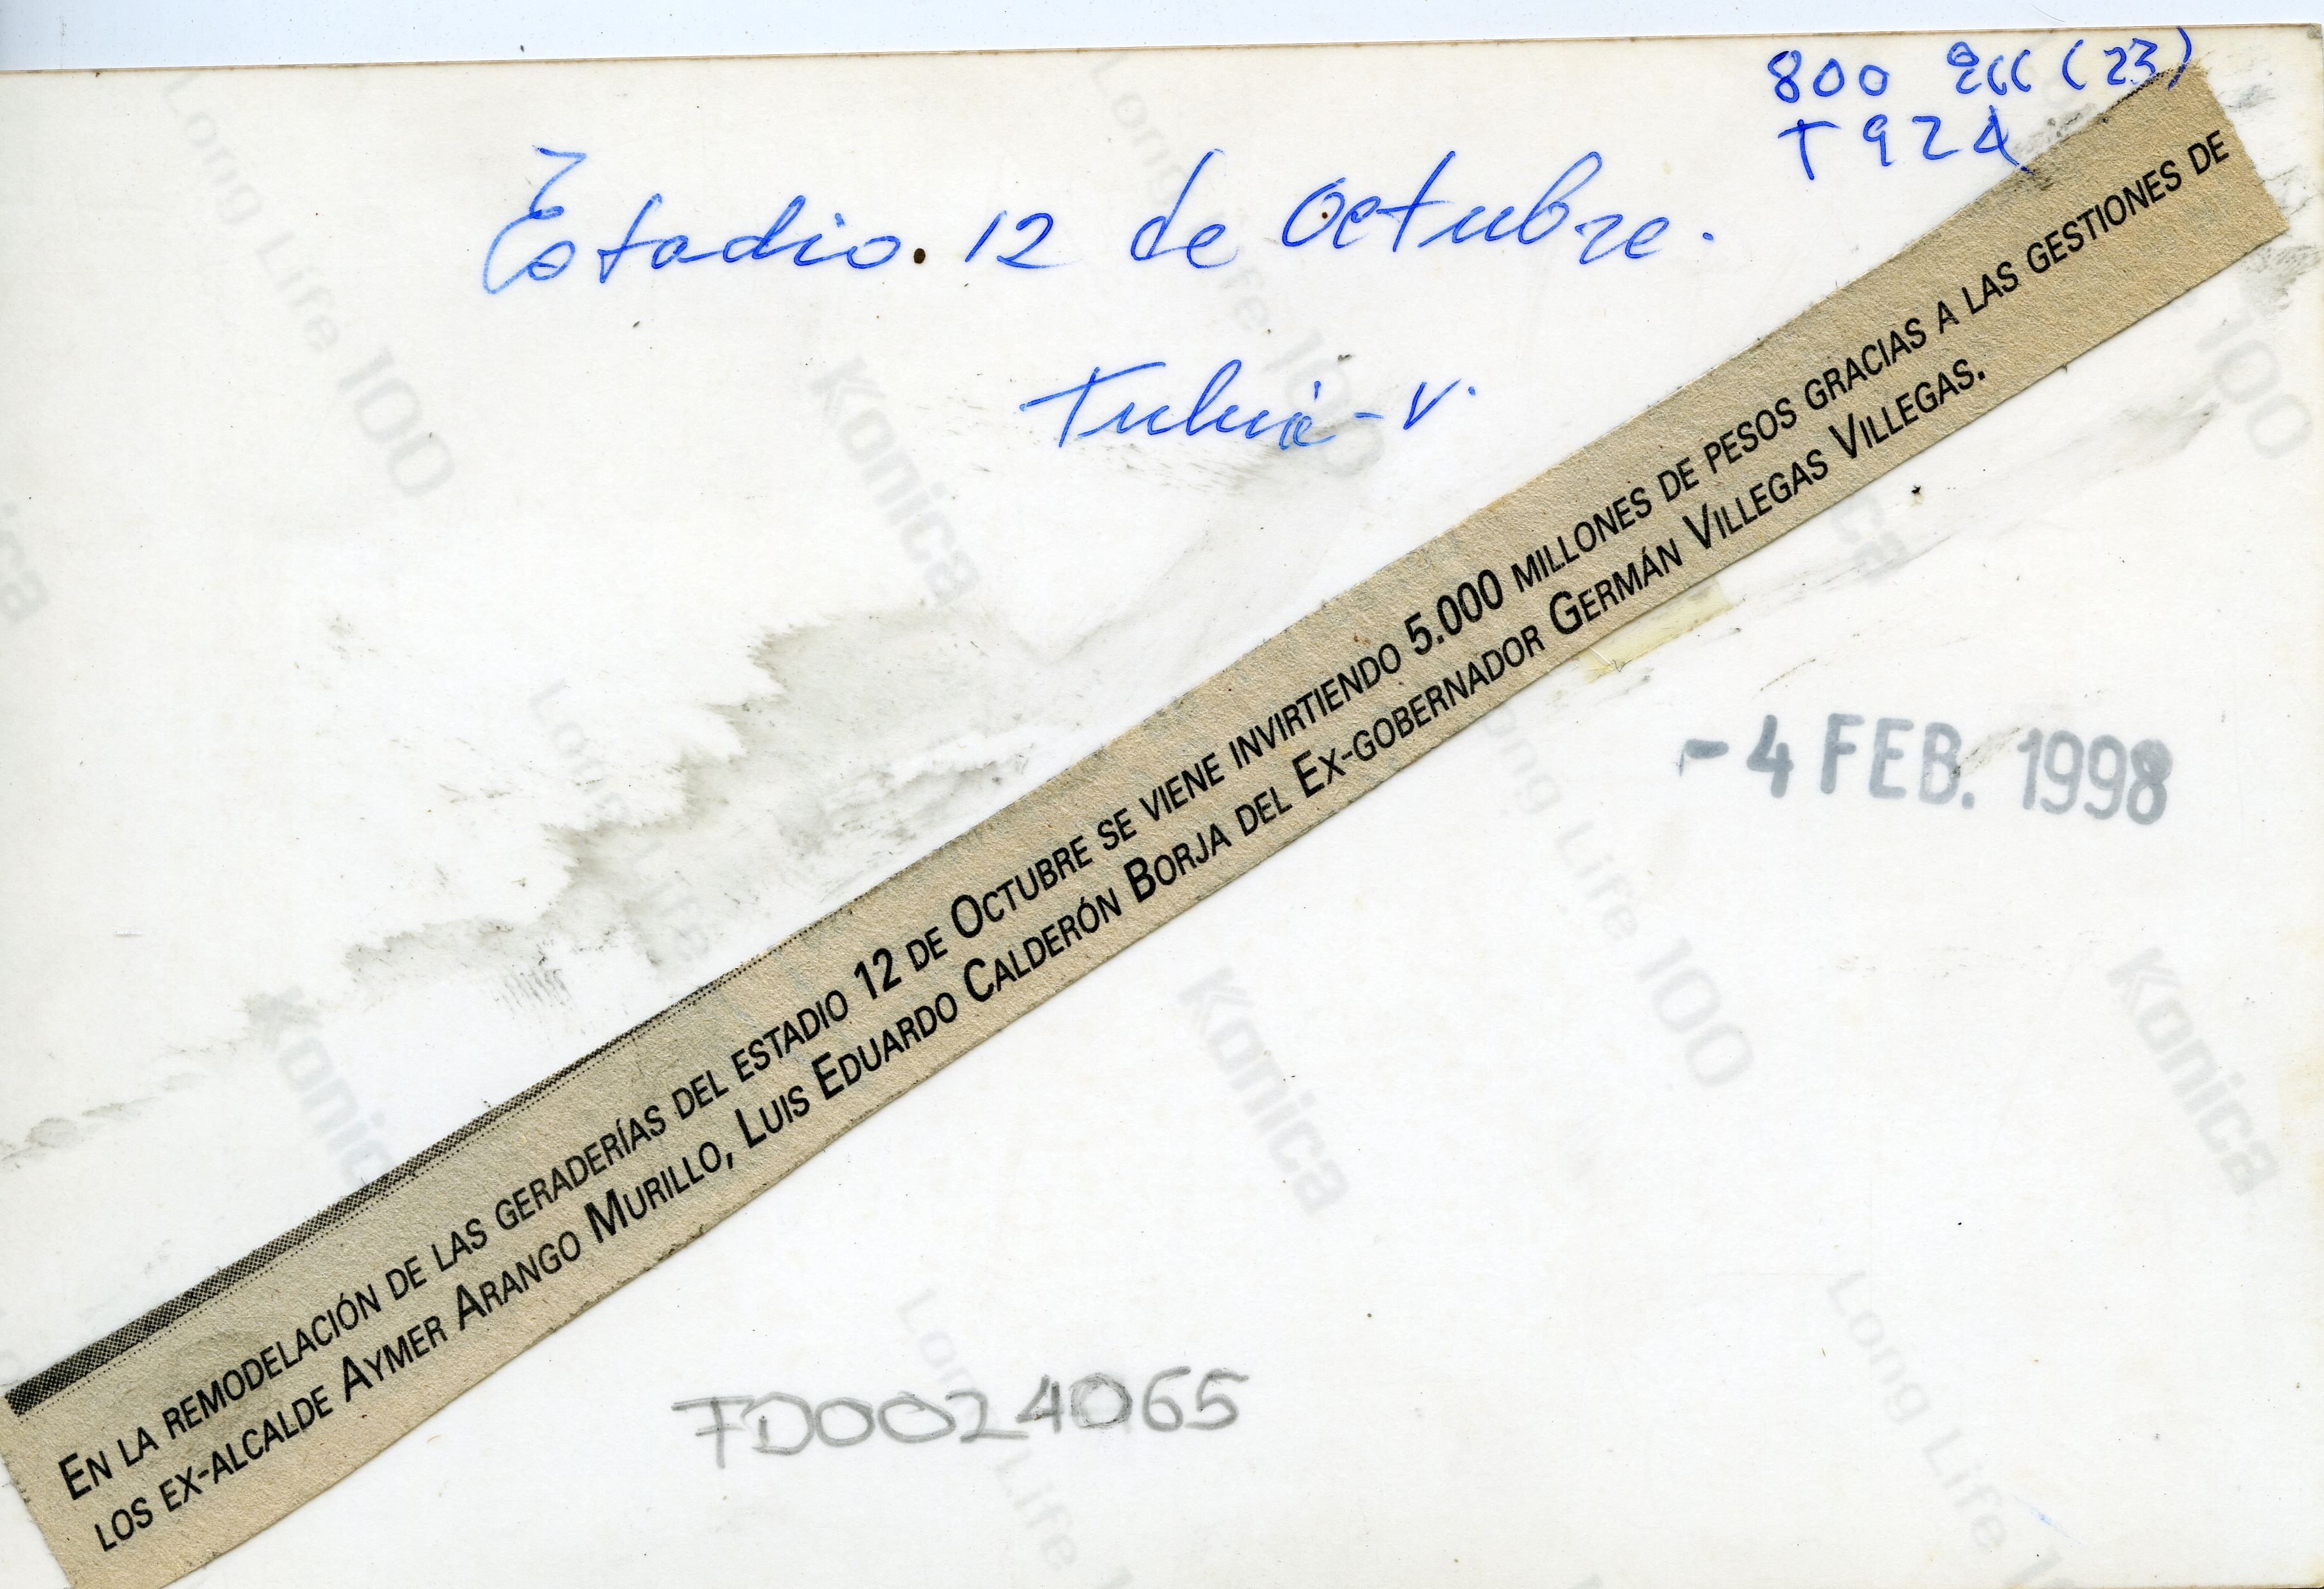 800 Ecc (23)
T924
Estadio. 12 de octubre.
Tuluá-V.
EN LA REMODELACIÓN DE LAS GERADERÍAS DEL ESTADIO 12 DE OCTUBRE SE VIENE INVIRTIENDO 5.000 MILLONES DE PESOS GRACIAS A LAS GESTIONES DE
LOS EX-ALCALDE AYMER ARANGO MURILLO, LUIS EDUARDO CALDERÓN BORJA DEL EX-GOBERNADOR GERMÁN VILLEGAS VILLEGAS.
-4 FEB. 1998
FD0024065
Konica
Long Life 100